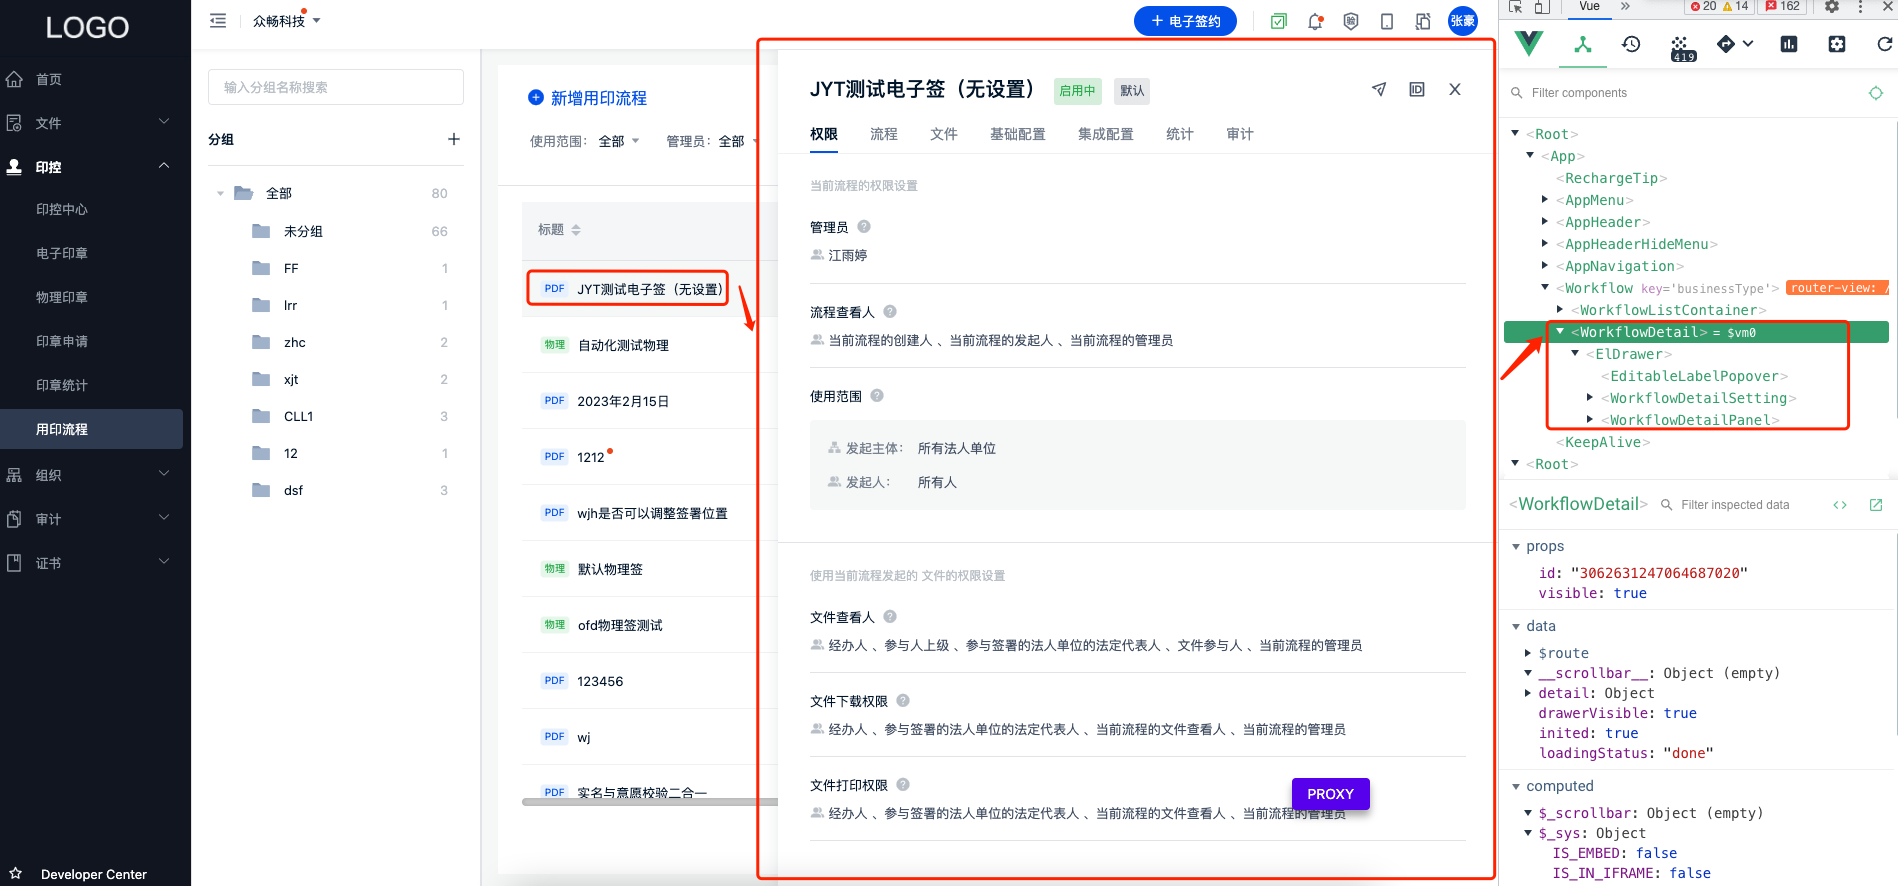 LOGO
首页
文件
印控
印控中心
电子印章
物理印章
印章申请
印章统计
用印流程
组织
审计
证书
Developer Center
众畅科技
电子签约
张豪
输入分组名称搜索
分组
全部 80
未分组 66
FF 1
lrr 1
zhc 2
xjt 2
CLL1 3
12 1
dsf 3
新增用印流程
使用范围: 全部 管理员: 全部
标题
PDF JYT测试电子签（无设置）
物理 自动化测试物理
PDF 2023年2月15日
PDF 1212
PDF wjh是否可以调整签署位置
物理 默认物理签
物理 ofd物理签测试
PDF 123456
PDF wj
PDF 实名与意愿校验二合一
JYT测试电子签（无设置） 启用中 默认
权限 流程 文件 基础配置 集成配置 统计 审计
当前流程的权限设置
管理员
江雨婷
流程查看人
当前流程的创建人 、当前流程的发起人 、当前流程的管理员
使用范围
发起主体: 所有法人单位
发起人: 所有人
使用当前流程发起的 文件的权限设置
文件查看人
经办人 、参与人上级 、参与签署的法人单位的法定代表人 、文件参与人 、当前流程的管理员
文件下载权限
经办人 、参与签署的法人单位的法定代表人 、当前流程的文件查看人 、当前流程的管理员
文件打印权限
PROXY
经办人 、参与签署的法人单位的法定代表人 、当前流程的文件查看人 、当前流程的管理员
Vue » 20 14 162
419
Filter components
<Root>
<App>
<RechargeTip>
<AppMenu>
<AppHeader>
<AppHeaderHideMenu>
<AppNavigation>
<Workflow key='businessType'> router-view: /
<WorkflowListContainer>
<WorkflowDetail> = $vm0
<ElDrawer>
<EditableLabelPopover>
<WorkflowDetailSetting>
<WorkflowDetailPanel>
<KeepAlive>
<Root>
<WorkflowDetail> Filter inspected data
props
id: "3062631247064687020"
visible: true
data
$route
__scrollbar__: Object (empty)
detail: Object
drawerVisible: true
inited: true
loadingStatus: "done"
computed
$_scrollbar: Object (empty)
$_sys: Object
IS_EMBED: false
IS_IN_IFRAME: false